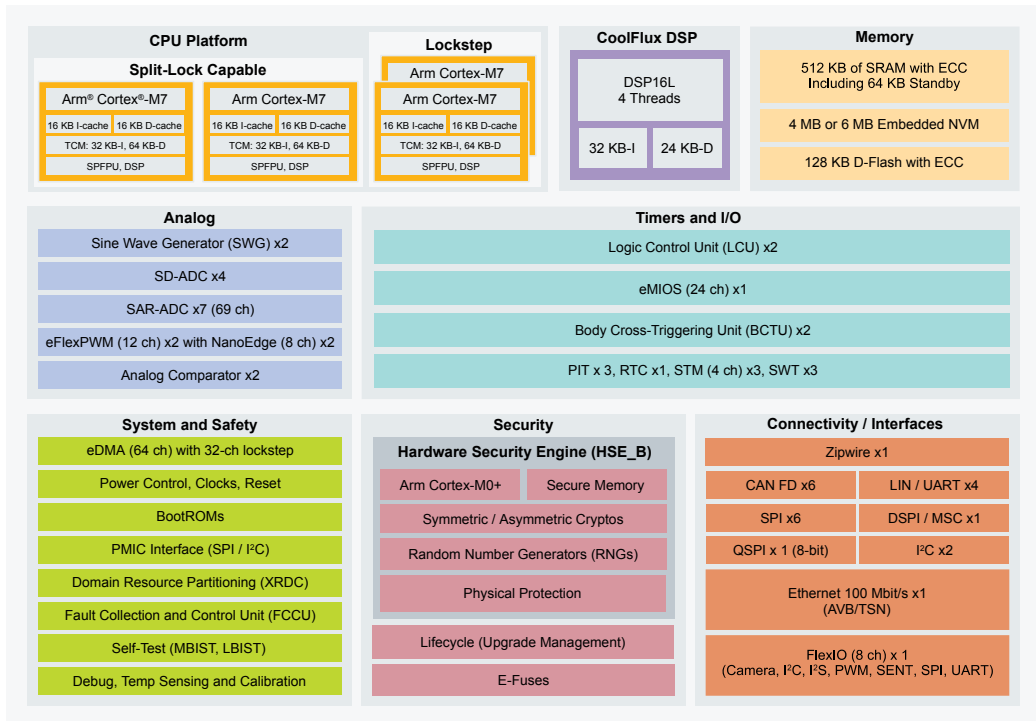 CPU Platform
Split-Lock Capable
Arm® Cortex®-M7
16 KB I-cache
16 KB D-cache
TCM: 32 KB-I, 64 KB-D
SPFPU, DSP
Arm Cortex-M7
16 KB I-cache
16 KB D-cache
TCM: 32 KB-I, 64 KB-D
SPFPU, DSP
Lockstep
Arm Cortex-M7
Arm Cortex-M7
16 KB I-cache
16 KB D-cache
TCM: 32 KB-I, 64 KB-D
SPFPU, DSP
CoolFlux DSP
DSP16L
4 Threads
32 KB-I
24 KB-D
Memory
512 KB of SRAM with ECC
Including 64 KB Standby
4 MB or 6 MB Embedded NVM
128 KB D-Flash with ECC
Analog
Sine Wave Generator (SWG) x2
SD-ADC x4
SAR-ADC x7 (69 ch)
eFlexPWM (12 ch) x2 with NanoEdge (8 ch) x2
Analog Comparator x2
Timers and I/O
Logic Control Unit (LCU) x2
eMIOS (24 ch) x1
Body Cross-Triggering Unit (BCTU) x2
PIT x 3, RTC x1, STM (4 ch) x3, SWT x3
System and Safety
eDMA (64 ch) with 32-ch lockstep
Power Control, Clocks, Reset
BootROMs
PMIC Interface (SPI / I²C)
Domain Resource Partitioning (XRDC)
Fault Collection and Control Unit (FCCU)
Self-Test (MBIST, LBIST)
Debug, Temp Sensing and Calibration
Security
Hardware Security Engine (HSE_B)
Arm Cortex-M0+
Secure Memory
Symmetric / Asymmetric Cryptos
Random Number Generators (RNGs)
Physical Protection
Lifecycle (Upgrade Management)
E-Fuses
Connectivity / Interfaces
Zipwire x1
CAN FD x6
LIN / UART x4
SPI x6
DSPI / MSC x1
QSPI x 1 (8-bit)
I²C x2
Ethernet 100 Mbit/s x1
(AVB/TSN)
FlexIO (8 ch) x 1
(Camera, I²C, I²S, PWM, SENT, SPI, UART)